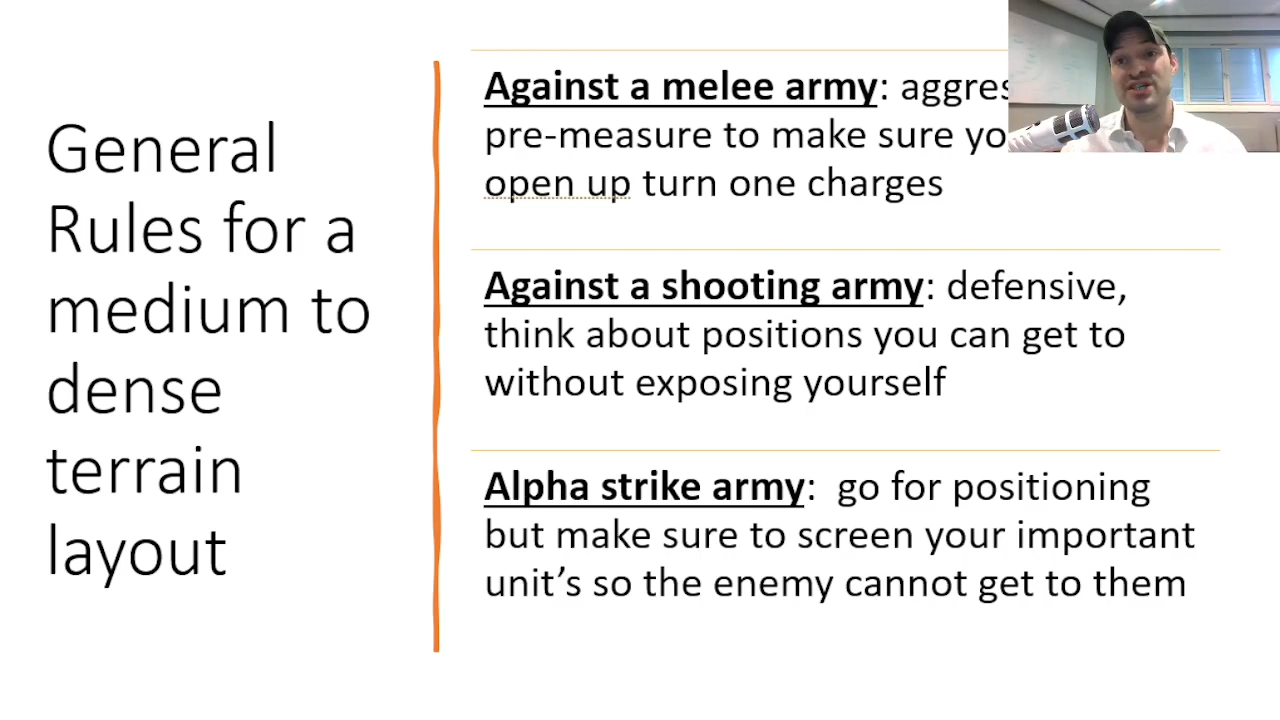 General
Rules for a
medium to
dense
terrain
layout
Against a melee army:
pre-measure to make sure
open up turn one charges
Against a shooting army: defensive,
think about positions you can get to
without exposing yourself
Alpha strike army: go for positioning
but make sure to screen your important
unit's so the enemy cannot get to them